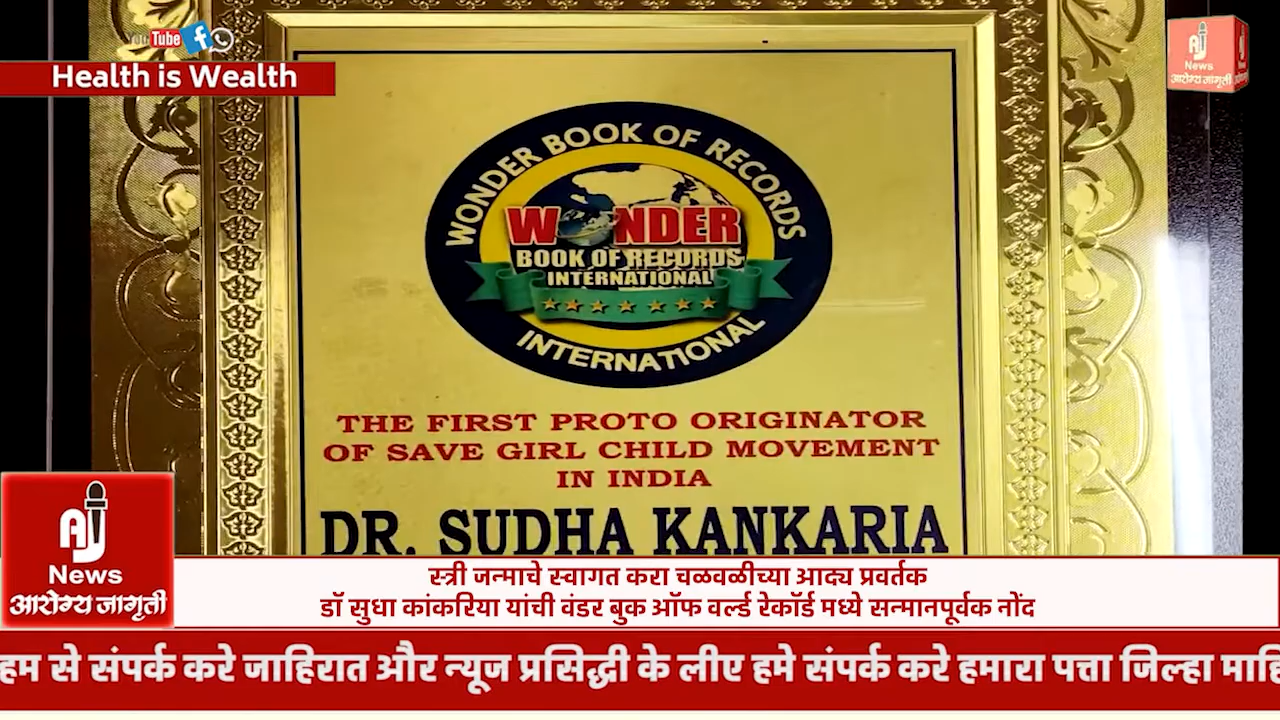 YouTube
Health is Wealth
AJ
News
आरोग्य जागृती
WONDER BOOK OF RECORDS
WONDER
BOOK OF RECORDS
INTERNATIONAL
INTERNATIONAL
THE FIRST PROTO ORIGINATOR
OF SAVE GIRL CHILD MOVEMENT
IN INDIA
DR. SUDHA KANKARIA
AJ
News
आरोग्य जागृती
स्त्री जन्माचे स्वागत करा चळवळीच्या आद्य प्रवर्तक
डॉ सुधा कांकरिया यांची वंडर बुक ऑफ वर्ल्ड रेकॉर्ड मध्ये सन्मानपूर्वक नोंद
हम से संपर्क करे जाहिरात और न्यूज प्रसिद्धी के लीए हमे संपर्क करे हमारा पत्ता जिल्हा